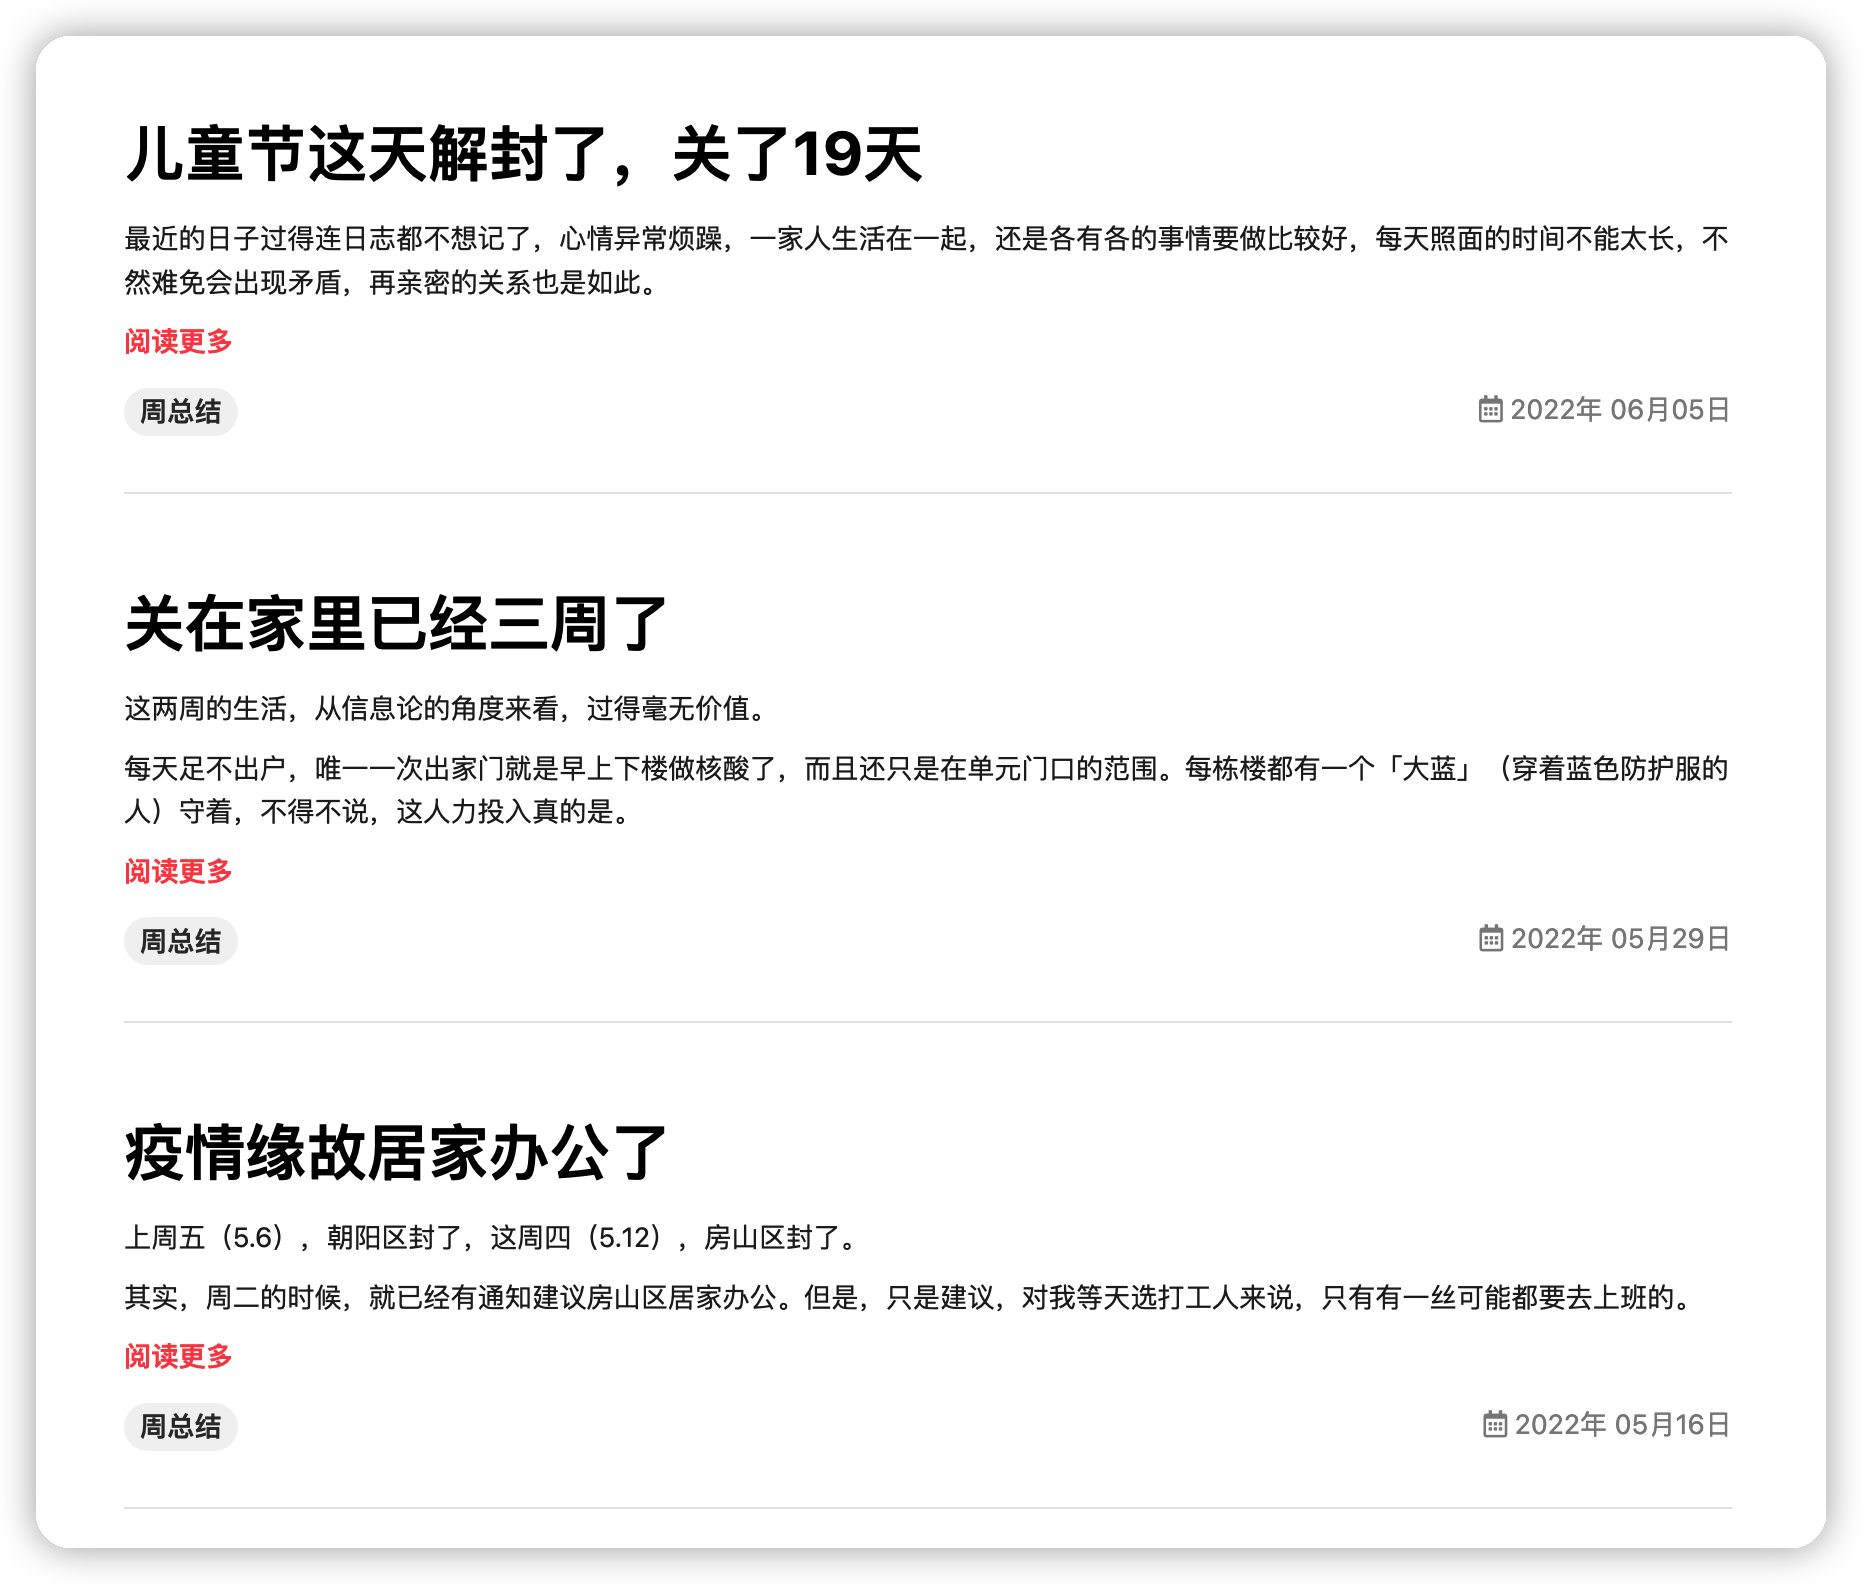 儿童节这天解封了，关了19天
最近的日子过得连日志都不想记了，心情异常烦躁，一家人生活在一起，还是各有各的事情要做比较好，每天照面的时间不能太长，不
然难免会出现矛盾，再亲密的关系也是如此。
阅读更多
周总结
2022年 06月05日
关在家里已经三周了
这两周的生活，从信息论的角度来看，过得毫无价值。
每天足不出户，唯一一次出家门就是早上下楼做核酸了，而且还只是在单元门口的范围。每栋楼都有一个「大蓝」（穿着蓝色防护服的
人）守着，不得不说，这人力投入真的是。
阅读更多
周总结
2022年 05月29日
疫情缘故居家办公了
上周五（5.6），朝阳区封了，这周四（5.12），房山区封了。
其实，周二的时候，就已经有通知建议房山区居家办公。但是，只是建议，对我等天选打工人来说，只有有一丝可能都要去上班的。
阅读更多
周总结
2022年 05月16日